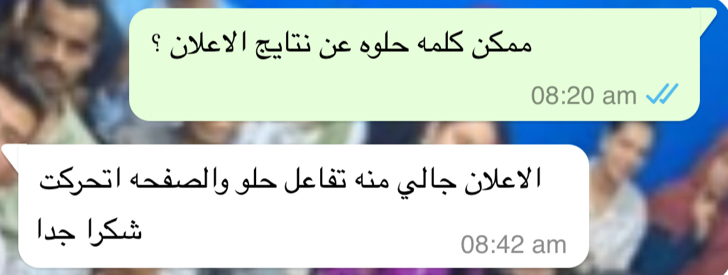 ممكن كلمه حلوه عن نتايج الاعلان ؟
08:20 am
الاعلان جالي منه تفاعل حلو والصفحه اتحركت
شكرا جدا
08:42 am